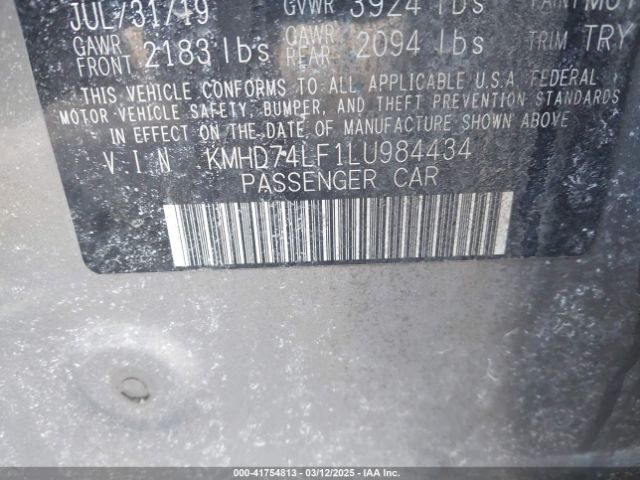 JUL/31/19 GVWR 3924 lbs PAINT
GAWR FRONT 2183 lbs GAWR REAR: 2094 lbs TRIM TRY
THIS VEHICLE CONFORMS TO ALL APPLICABLE U.S.A FEDERAL
MOTOR VEHICLE SAFETY, BUMPER, AND THEFT PREVENTION STANDARDS
IN EFFECT ON THE DATE OF MANUFACTURE SHOWN ABOVE
V I N KMHD74LF1LU984434
PASSENGER CAR
000-41754813 - 03/12/2025 - IAA Inc.